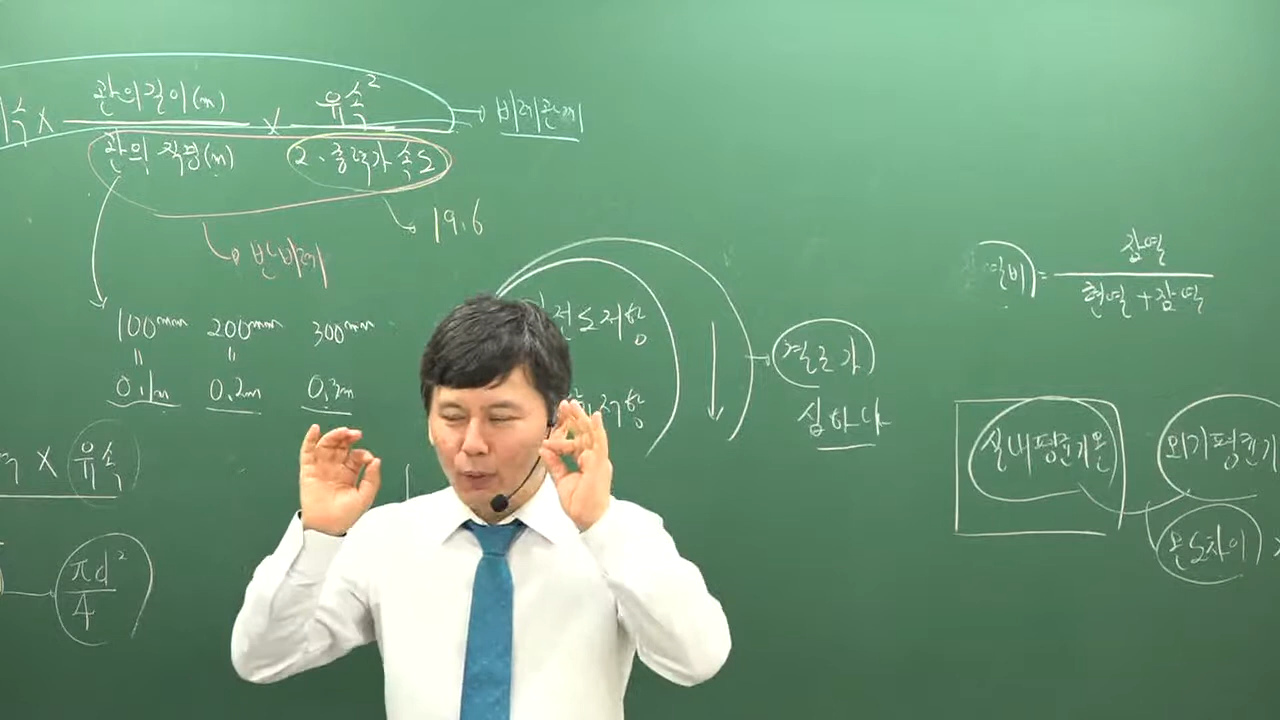 관의길이(m) 유속²
× × → 비례관계
관의 직경(m) 2·중력가속도
19.6
반비례
100mm 200mm 300mm
0.1m 0.2m 0.3m
× 유속
πd²
4
전도저항
결로가
심하다
잠열
열비 =
현열+잠열
실내평균기온 외기평균기
온도차이